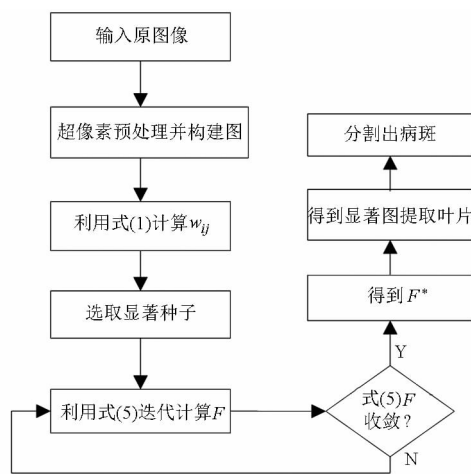 输入原图像
超像素预处理并构建图
利用式(1)计算w_{ij}
选取显著种子
利用式(5)迭代计算F
式(5)F
收敛?
N
Y
得到F*
得到显著图提取叶片
分割出病斑